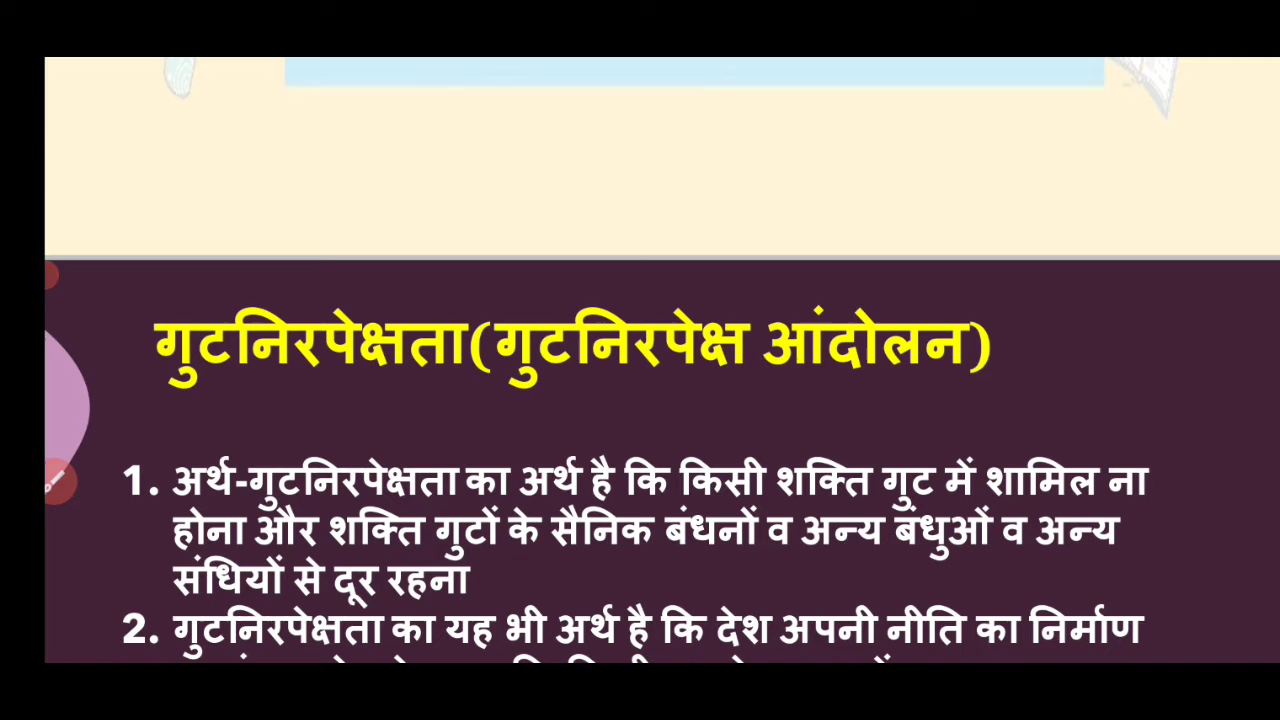 गुटनिरपेक्षता(गुटनिरपेक्ष आंदोलन)
1. अर्थ-गुटनिरपेक्षता का अर्थ है कि किसी शक्ति गुट में शामिल ना
होना और शक्ति गुटों के सैनिक बंधनों व अन्य बंधुओं व अन्य
संधियों से दूर रहना
2. गुटनिरपेक्षता का यह भी अर्थ है कि देश अपनी नीति का निर्माण